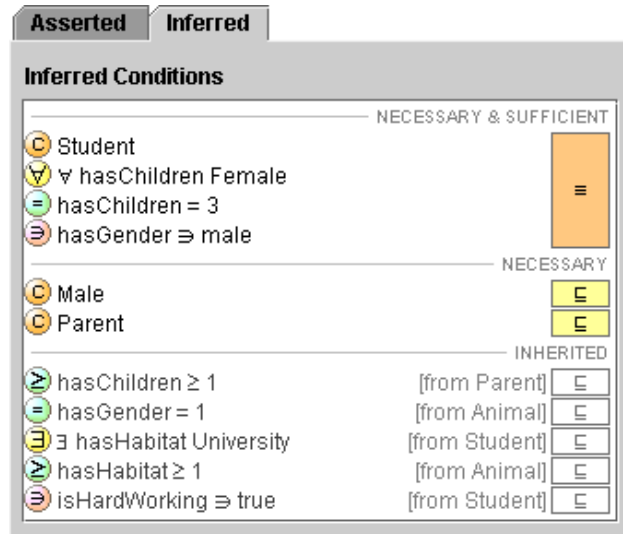 Asserted Inferred
Inferred Conditions
NECESSARY & SUFFICIENT
C Student
∀ ∀ hasChildren Female
= hasChildren = 3
∋ hasGender ∋ male
≡
NECESSARY
C Male ⊑
C Parent ⊑
INHERITED
≥ hasChildren ≥ 1 [from Parent] ⊑
= hasGender = 1 [from Animal] ⊑
∃ ∃ hasHabitat University [from Student] ⊑
≥ hasHabitat ≥ 1 [from Animal] ⊑
∋ isHardWorking ∋ true [from Student] ⊑